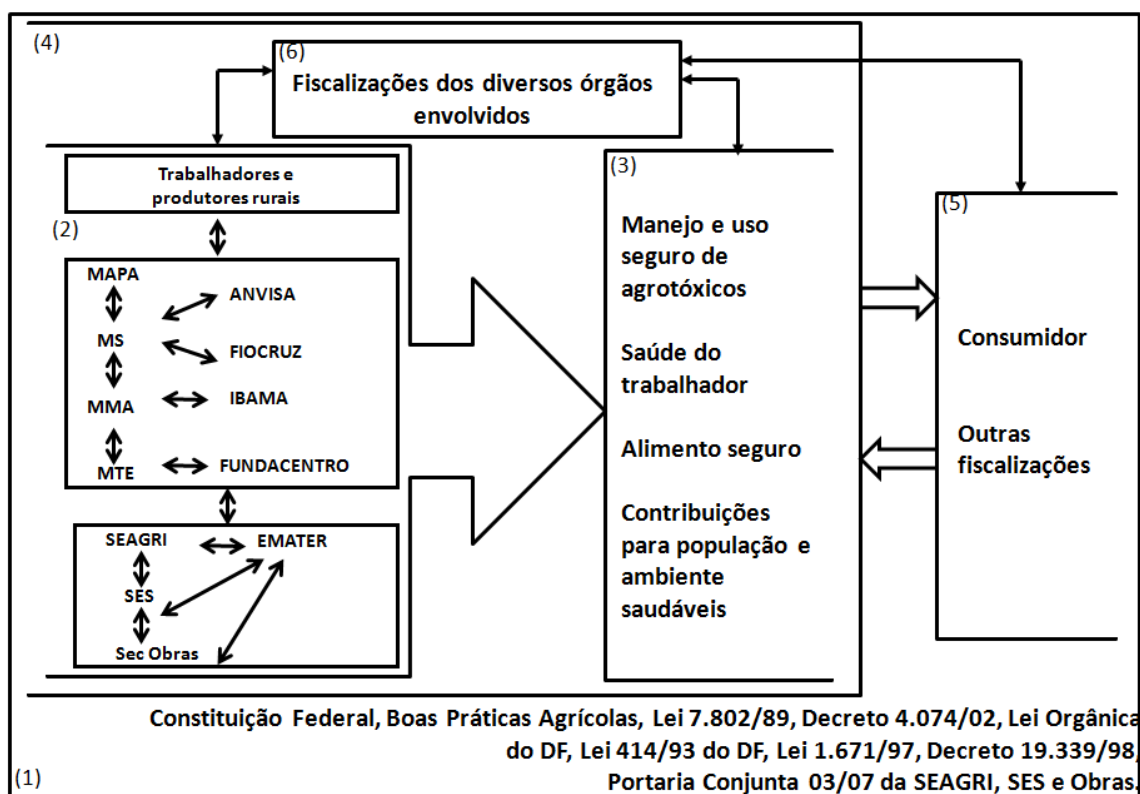 (4)
(6)
Fiscalizações dos diversos órgãos
envolvidos
Trabalhadores e
produtores rurais
(2)
MAPA
ANVISA
MS
FIOCRUZ
MMA
IBAMA
MTE
FUNDACENTRO
SEAGRI
EMATER
SES
Sec Obras
(3)
Manejo e uso
seguro de
agrotóxicos
Saúde do
trabalhador
Alimento seguro
Contribuições
para população e
ambiente
saudáveis
(5)
Consumidor
Outras
fiscalizações
Constituição Federal, Boas Práticas Agrícolas, Lei 7.802/89, Decreto 4.074/02, Lei Orgânica
do DF, Lei 414/93 do DF, Lei 1.671/97, Decreto 19.339/98,
Portaria Conjunta 03/07 da SEAGRI, SES e Obras.
(1)